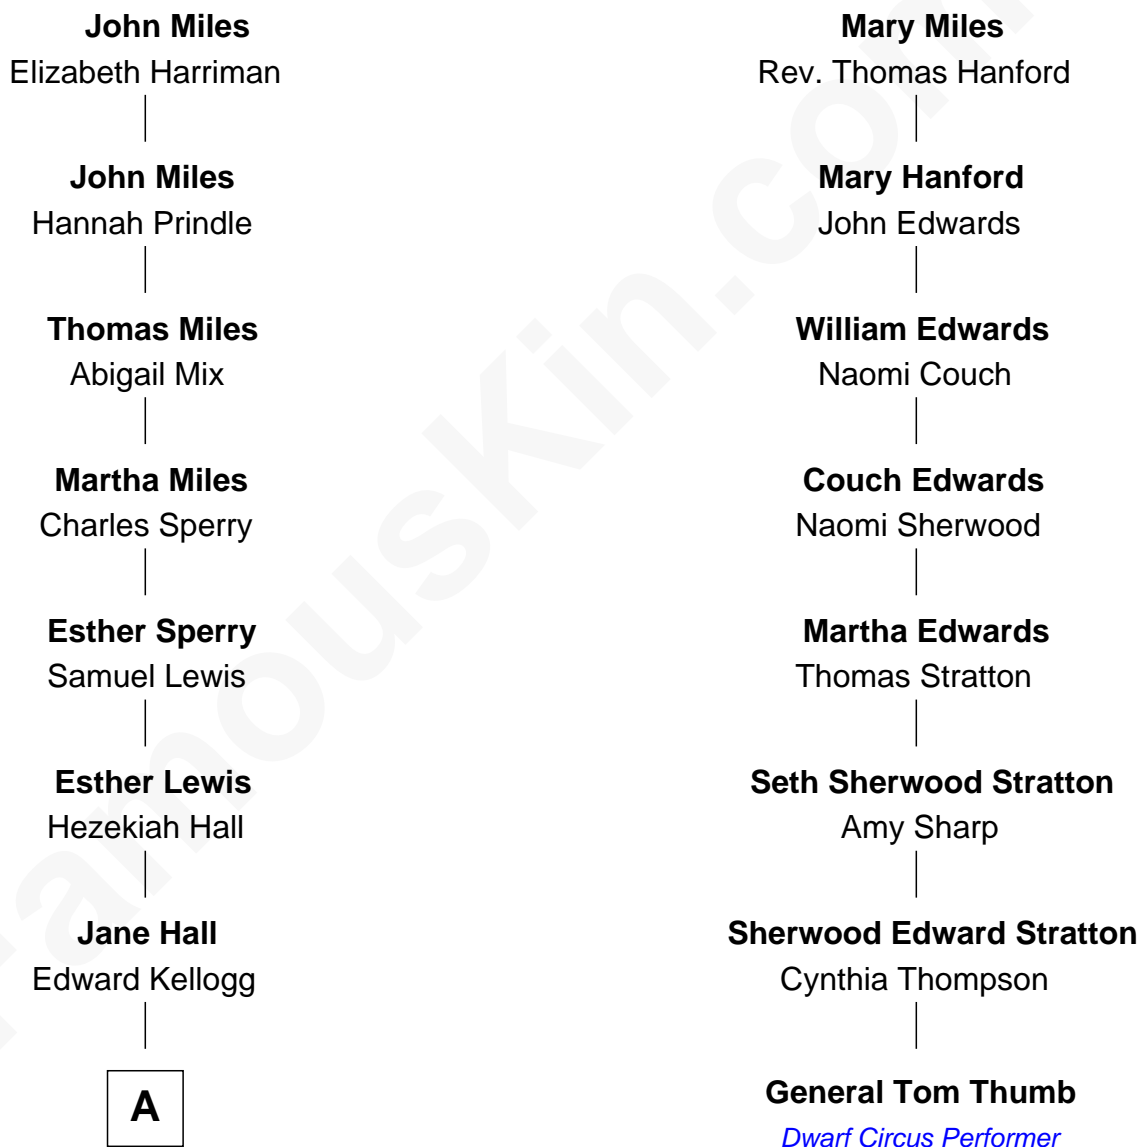 John Miles
Elizabeth Harriman
John Miles
Hannah Prindle
Thomas Miles
Abigail Mix
Martha Miles
Charles Sperry
Esther Sperry
Samuel Lewis
Esther Lewis
Hezekiah Hall
Jane Hall
Edward Kellogg
A
Mary Miles
Rev. Thomas Hanford
Mary Hanford
John Edwards
William Edwards
Naomi Couch
Couch Edwards
Naomi Sherwood
Martha Edwards
Thomas Stratton
Seth Sherwood Stratton
Amy Sharp
Sherwood Edward Stratton
Cynthia Thompson
General Tom Thumb
Dwarf Circus Performer
FamousKin.com